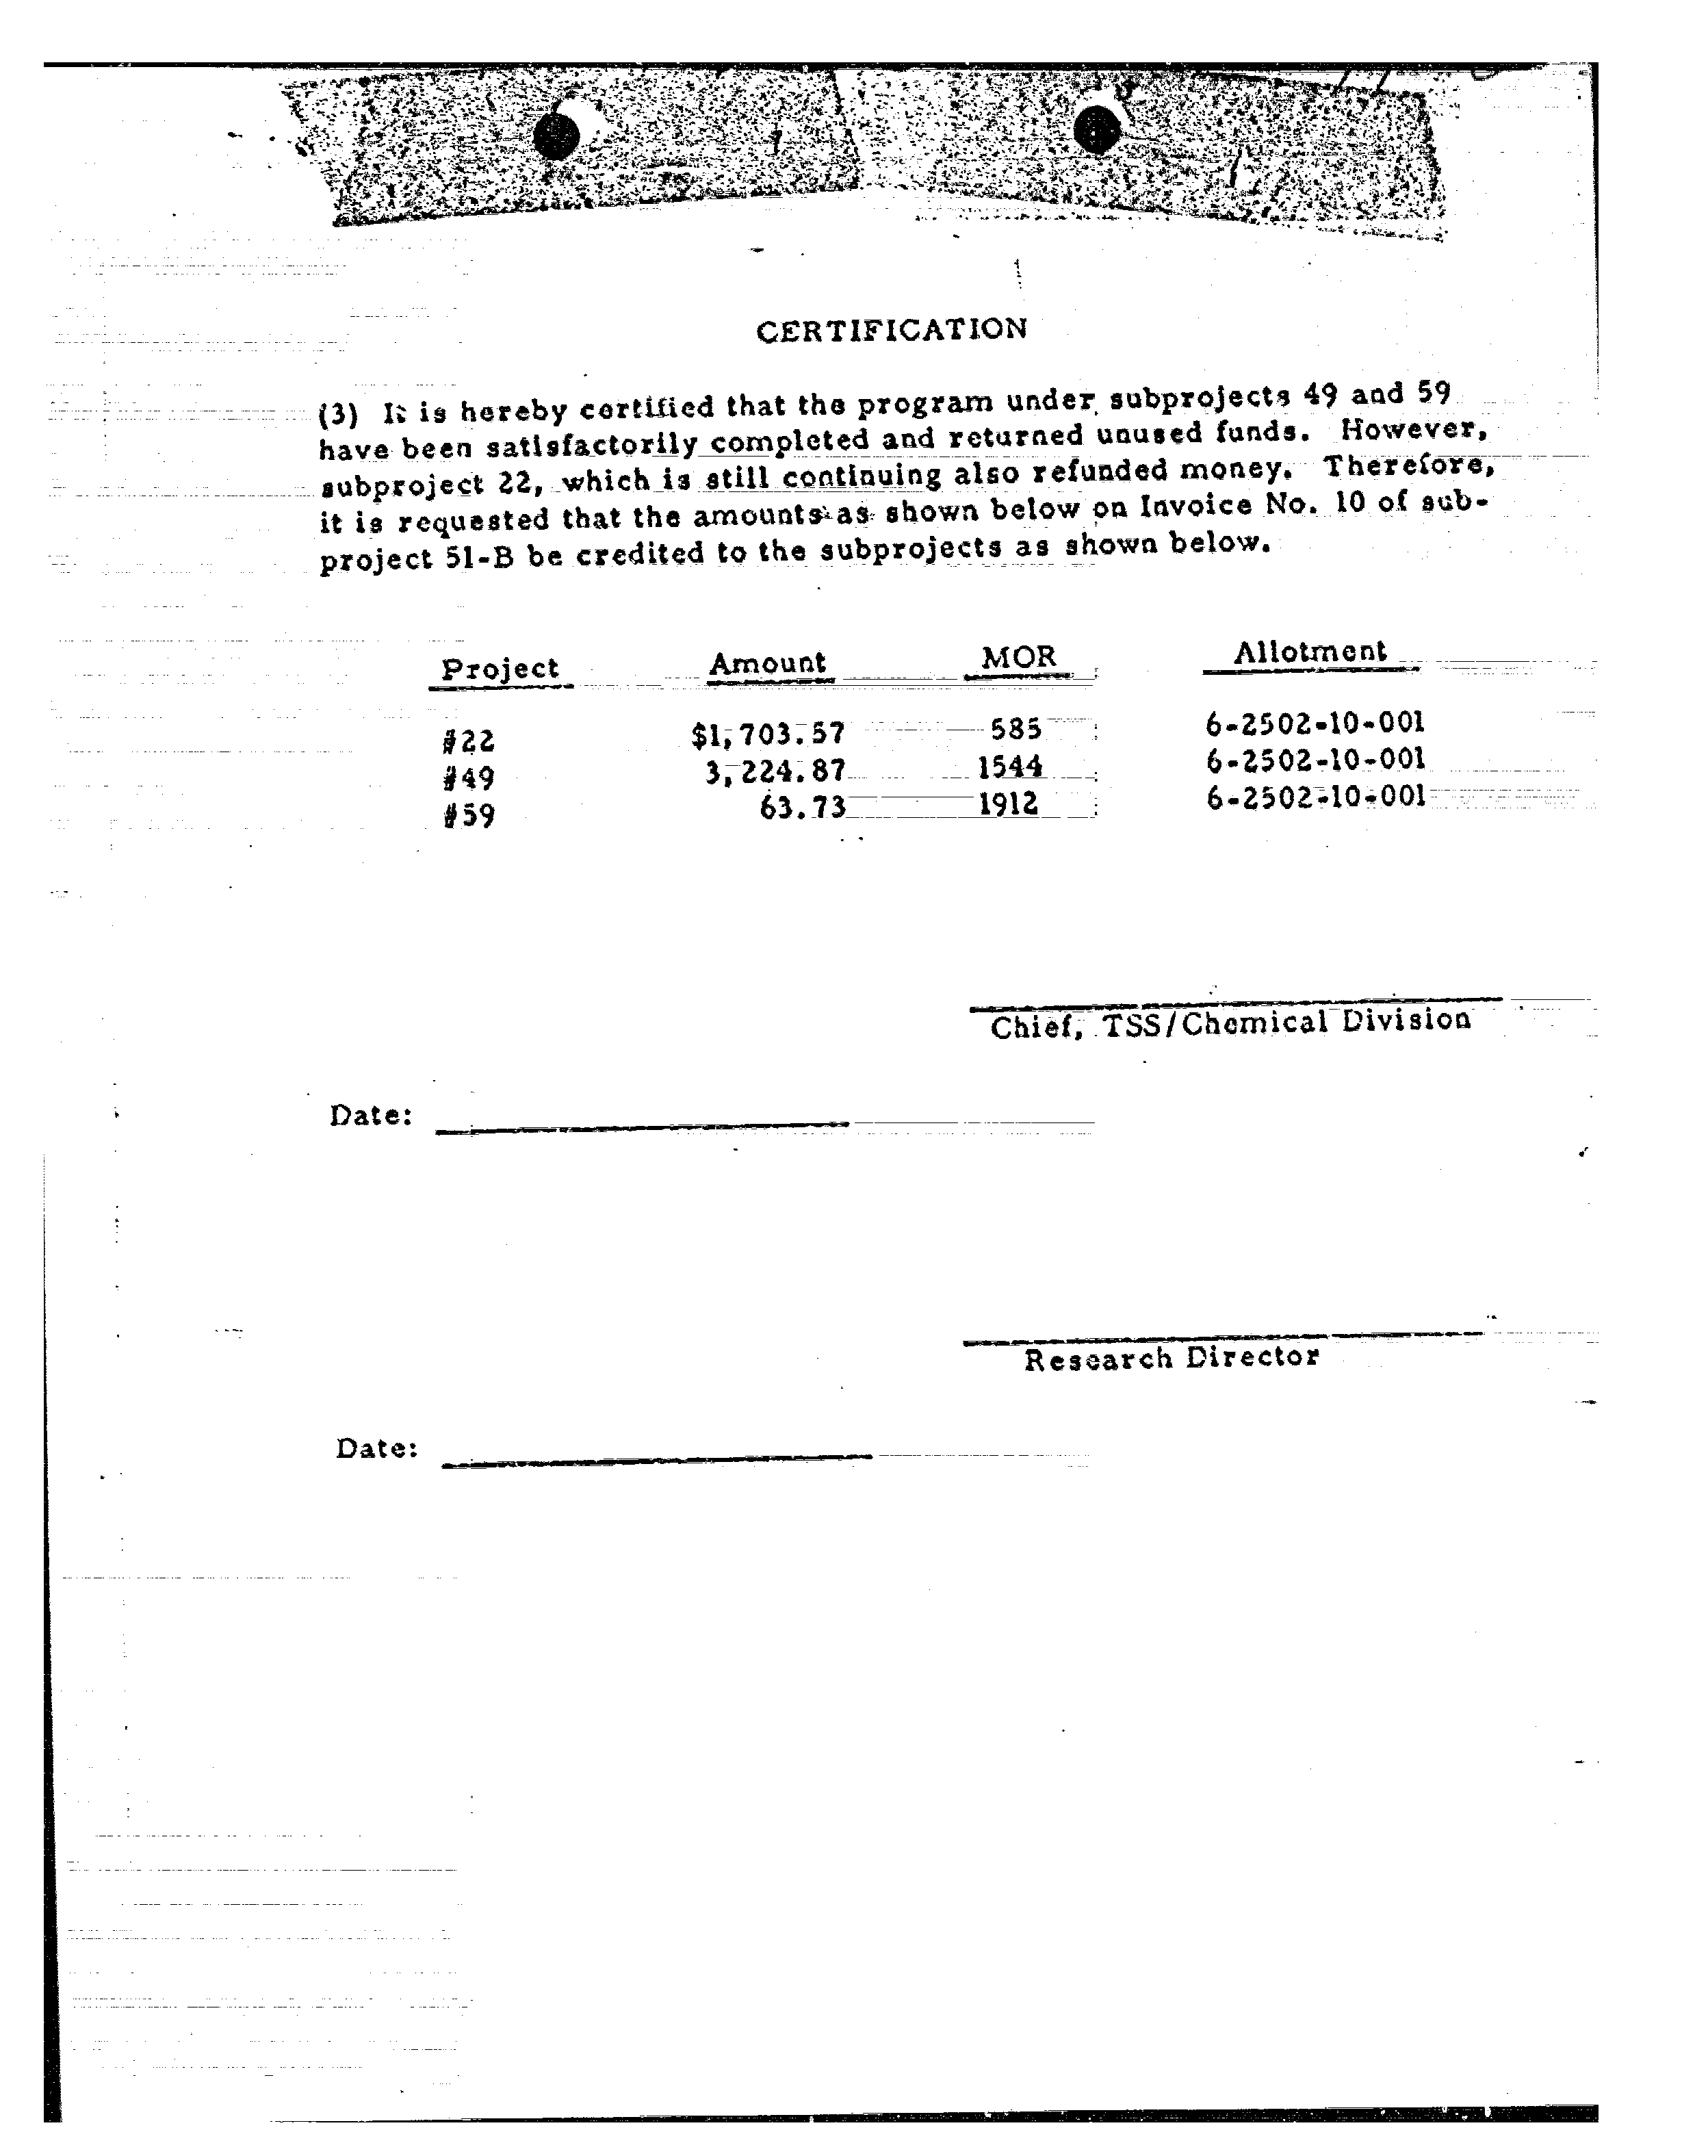 CERTIFICATION
(3) It is hereby certified that the program under subprojects 49 and 59
have been satisfactorily completed and returned unused funds. However,
subproject 22, which is still continuing also refunded money. Therefore,
it is requested that the amounts as shown below on Invoice No. 10 of sub-
project 51-B be credited to the subprojects as shown below.
Project Amount MOR Allotment
#22 $1,703.57 585 6-2502-10-001
#49 3,224.87 1544 6-2502-10-001
#59 63.73 1912 6-2502-10-001
Chief, TSS/Chemical Division
Date:
Research Director
Date: